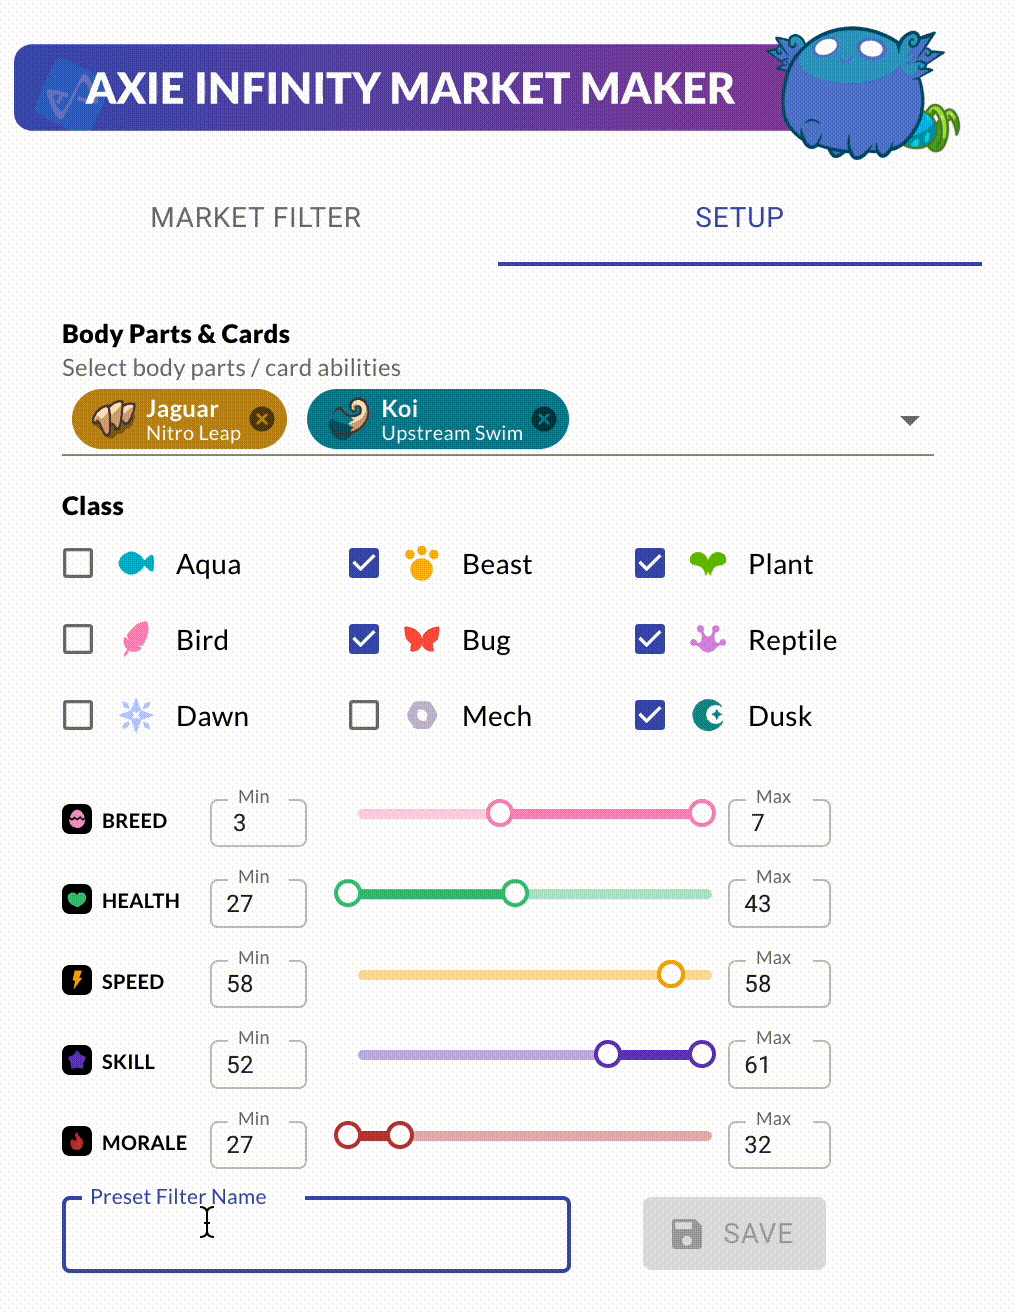 AXIE INFINITY MARKET MAKER
MARKET FILTER
SETUP
Body Parts & Cards
Select body parts / card abilities
Jaguar
Nitro Leap
Koi
Upstream Swim
Class
Aqua
Beast
Plant
Bird
Bug
Reptile
Dawn
Mech
Dusk
BREED
Min
3
Max
7
HEALTH
Min
27
Max
43
SPEED
Min
58
Max
58
SKILL
Min
52
Max
61
MORALE
Min
27
Max
32
Preset Filter Name
SAVE